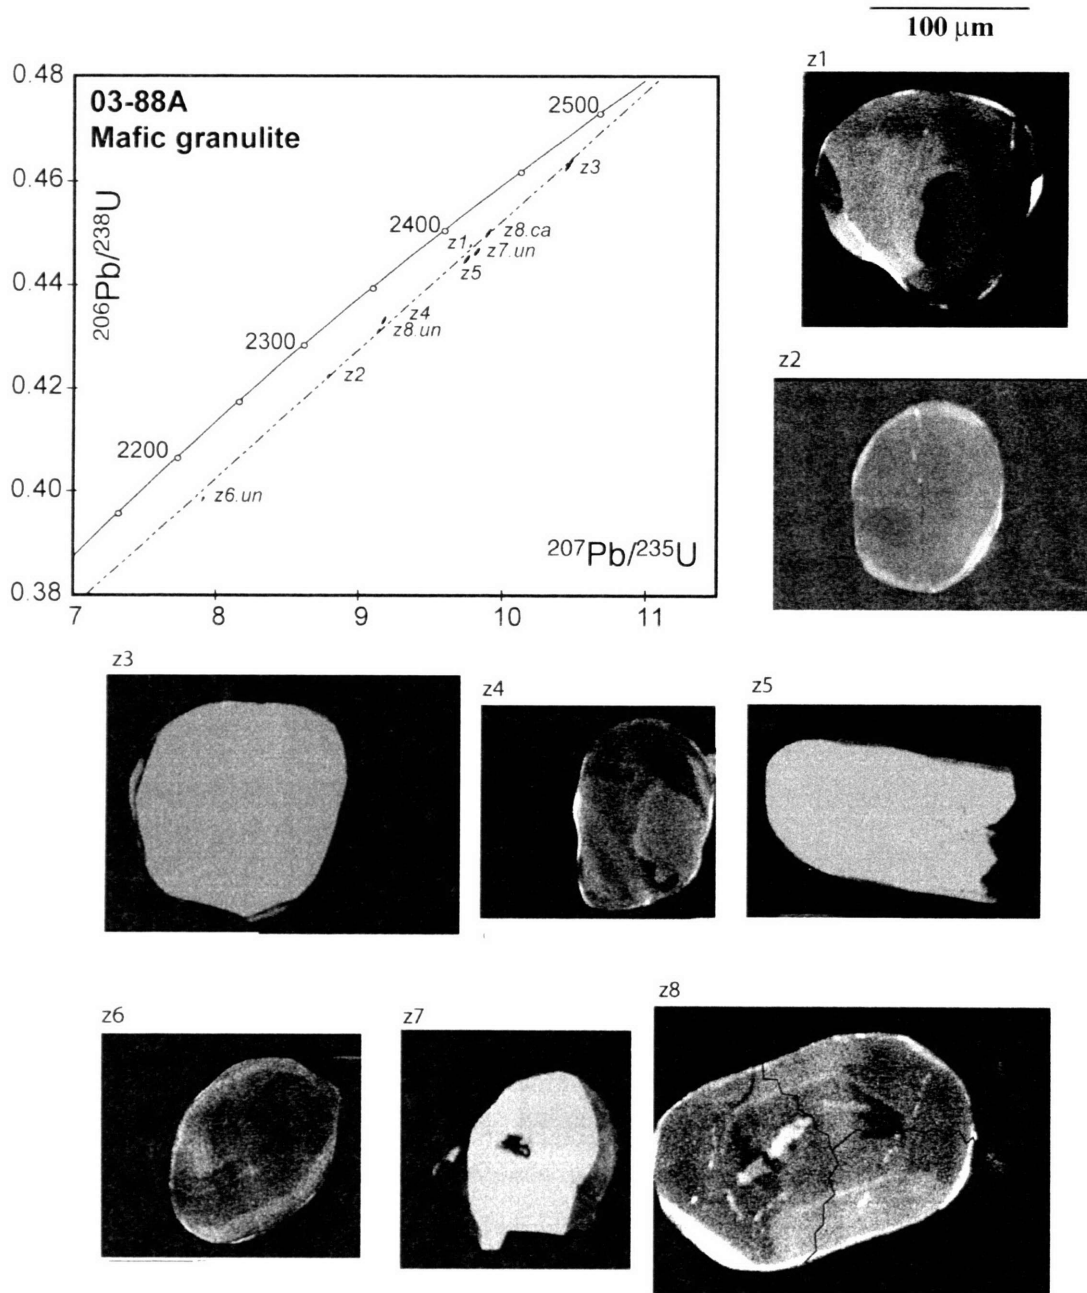 100 µm
z1
0.48
03-88A
Mafic granulite
2500
0.46
z3
2400
z8.ca
z1
z7.un
z5
0.44
206Pb/238U
z4
2300
z8.un
z2
0.42
2200
z6.un
0.40
207Pb/235U
0.38
7
8
9
10
11
z2
z3
z4
z5
z6
z7
z8